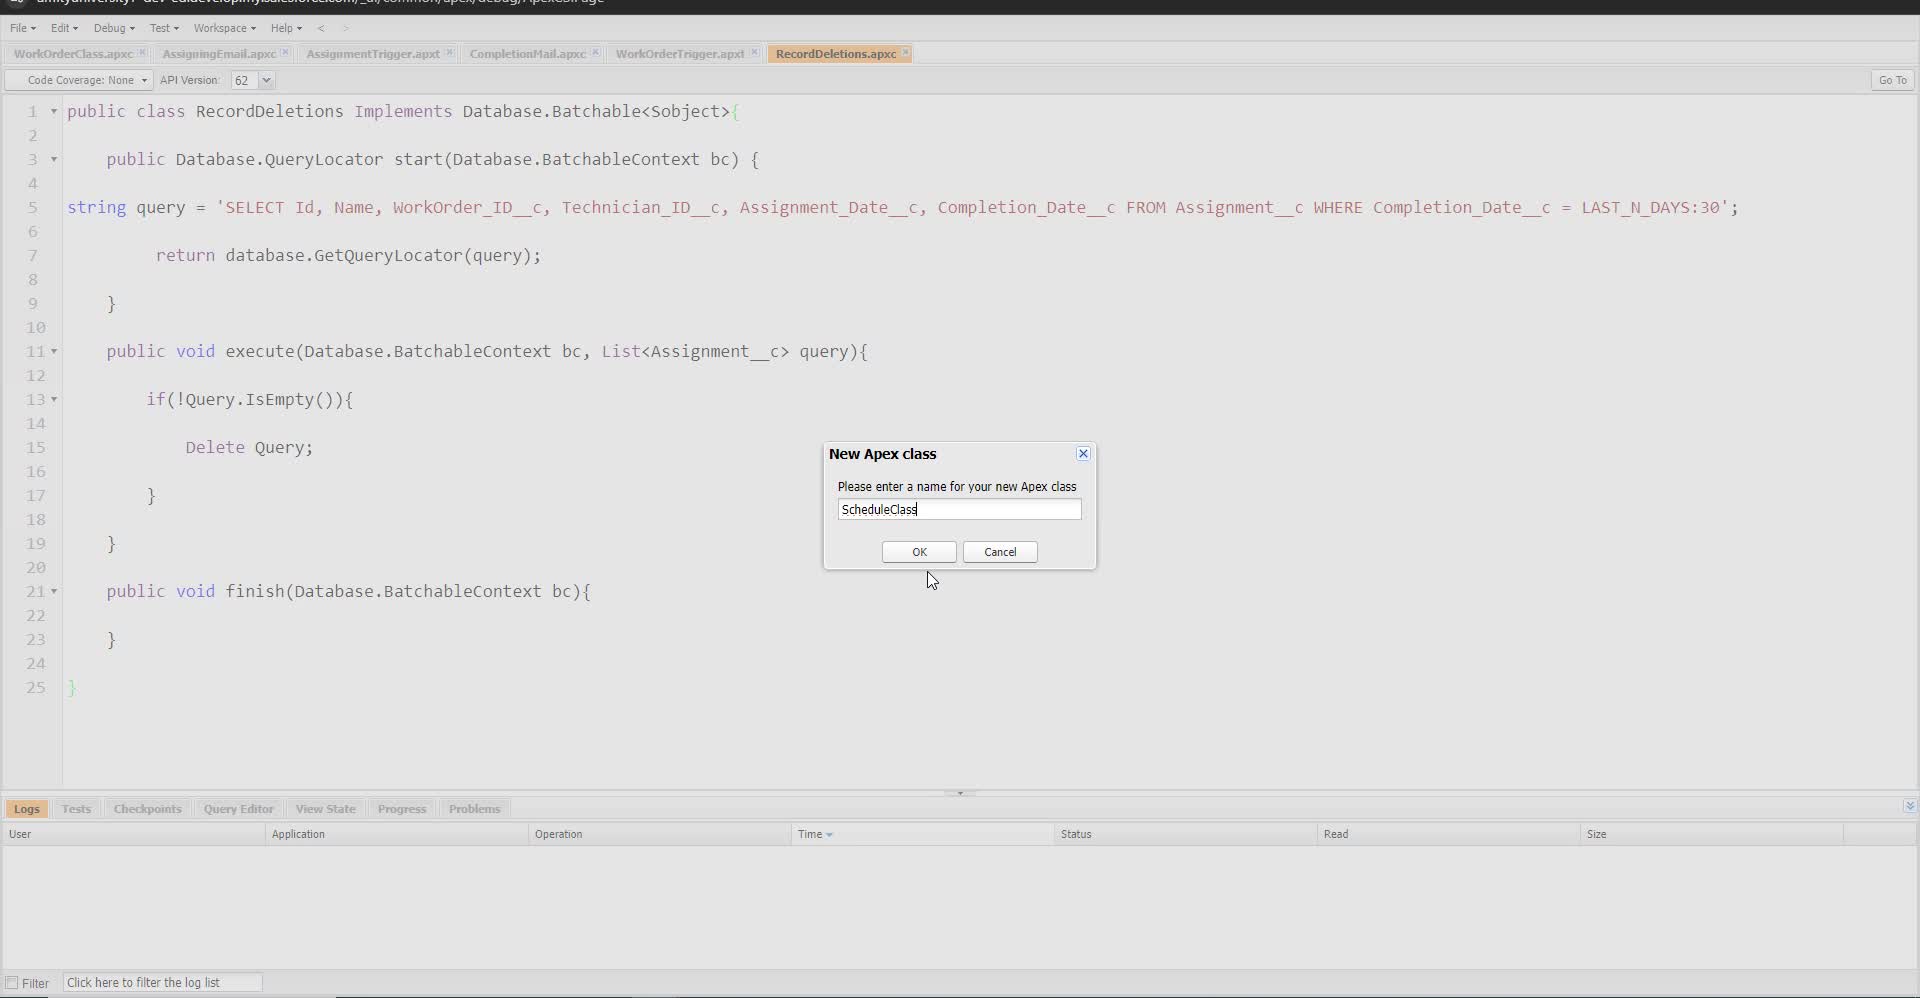 File Edit Debug Test Workspace Help < >
WorkOrderClass.apxc AssigningEmail.apxc AssignmentTrigger.apxt CompletionMail.apxc WorkOrderTrigger.apxt RecordDeletions.apxc
Code Coverage: None API Version: 62 Go To
1 public class RecordDeletions Implements Database.Batchable<Sobject>{
2
3 public Database.QueryLocator start(Database.BatchableContext bc) {
4
5 string query = 'SELECT Id, Name, WorkOrder_ID__c, Technician_ID__c, Assignment_Date__c, Completion_Date__c FROM Assignment__c WHERE Completion_Date__c = LAST_N_DAYS:30';
6
7 return database.GetQueryLocator(query);
8
9 }
10
11 public void execute(Database.BatchableContext bc, List<Assignment__c> query){
12
13 if(!Query.IsEmpty()){
14
15 Delete Query;
16
17 }
18
19 }
20
21 public void finish(Database.BatchableContext bc){
22
23 }
24
25 }
New Apex class
Please enter a name for your new Apex class
ScheduleClass
OK Cancel
Logs Tests Checkpoints Query Editor View State Progress Problems
User Application Operation Time Status Read Size
Filter Click here to filter the log list